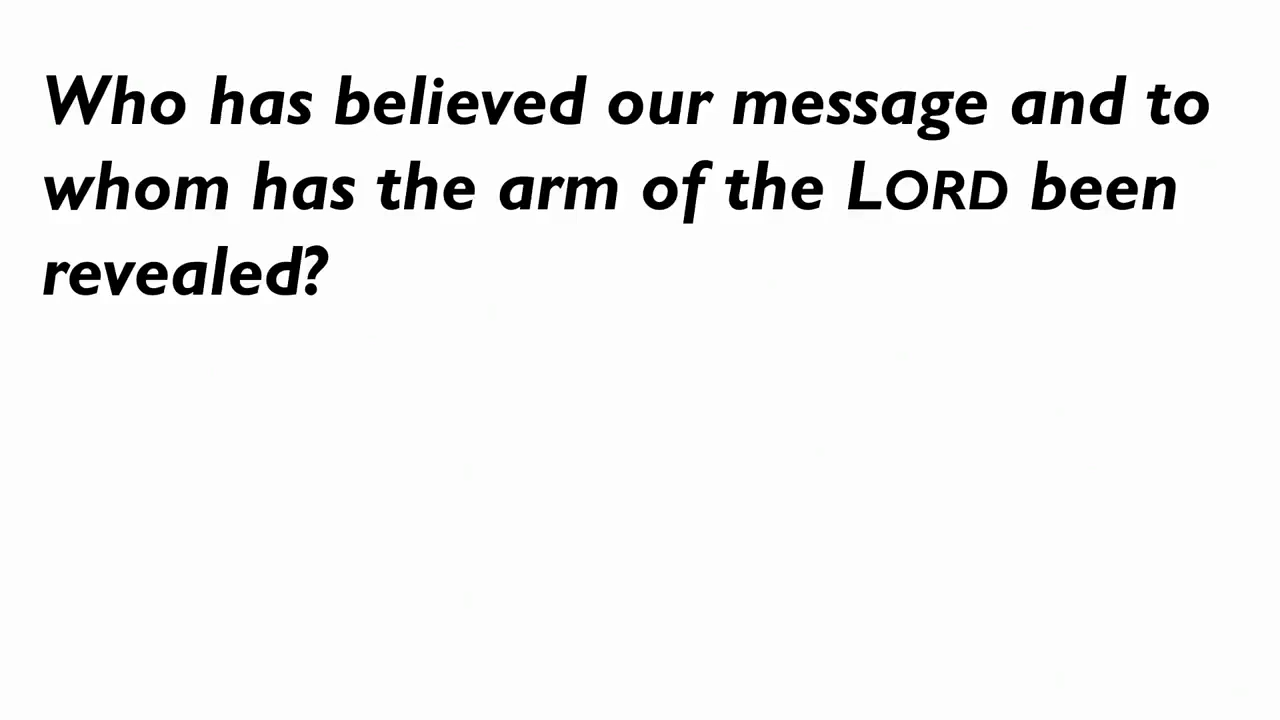 Who has believed our message and to
whom has the arm of the LORD been
revealed?